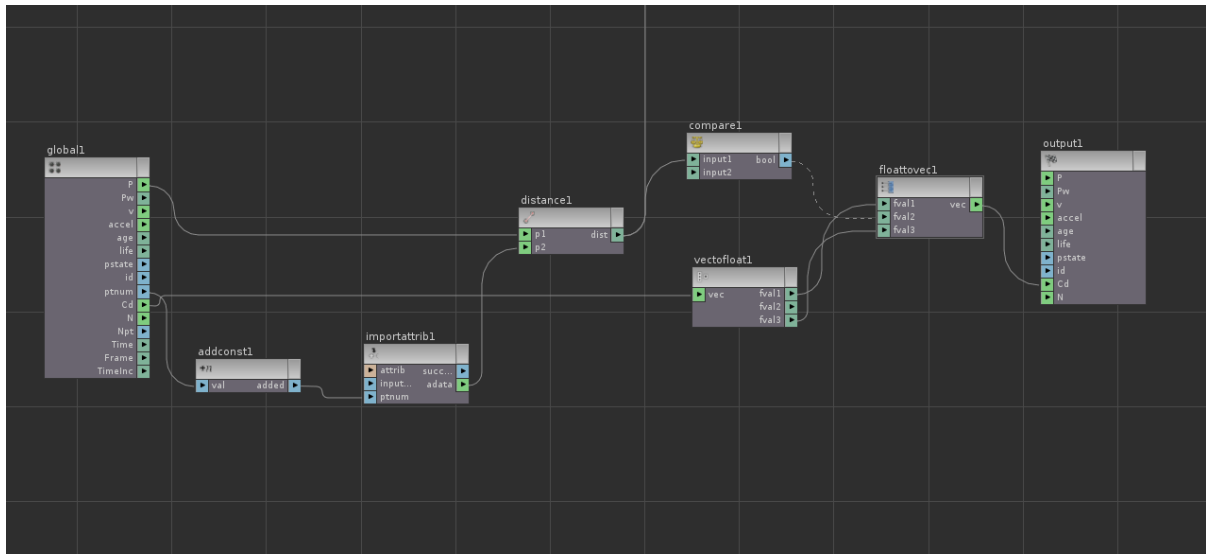 global1
P
Pw
v
accel
age
life
pstate
id
ptnum
Cd
N
Npt
Time
Frame
TimeInc
addconst1
val added
importattrib1
attrib succ...
input... adata
ptnum
distance1
p1 dist
p2
compare1
input1 bool
input2
vectofloat1
vec fval1
fval2
fval3
floattovec1
fval1 vec
fval2
fval3
output1
P
Pw
v
accel
age
life
pstate
id
Cd
N